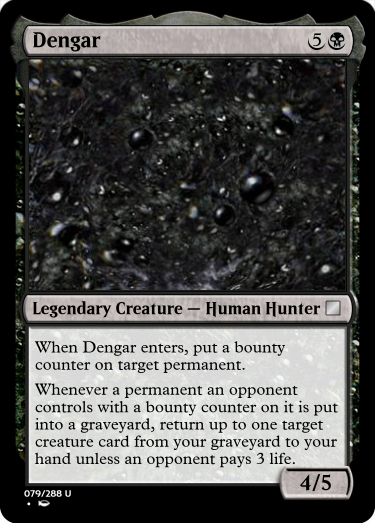 Dengar
5
Legendary Creature — Human Hunter
When Dengar enters, put a bounty
counter on target permanent.
Whenever a permanent an opponent
controls with a bounty counter on it is put
into a graveyard, return up to one target
creature card from your graveyard to your
hand unless an opponent pays 3 life.
4/5
079/288 U